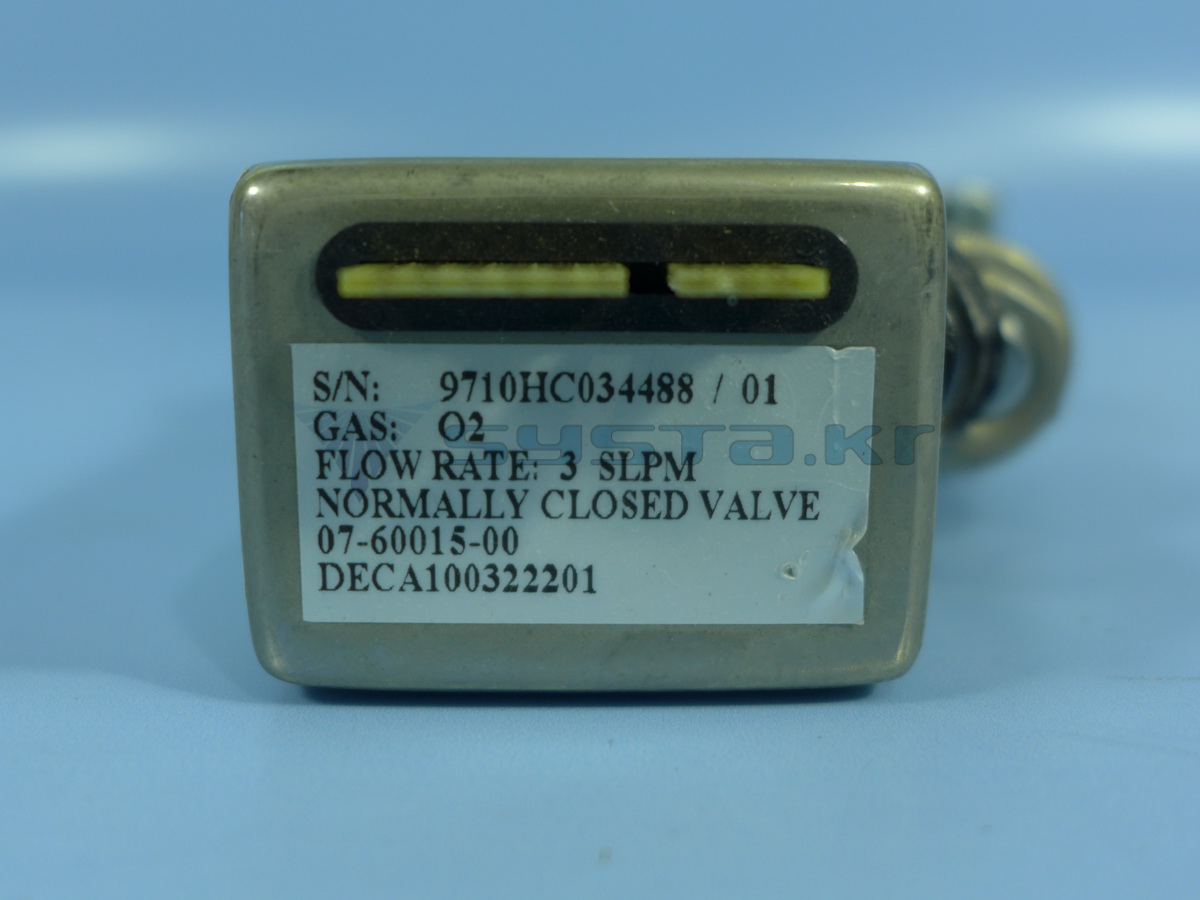 S/N: 9710HC034488 / 01
GAS: O2
systa.kr
FLOW RATE: 3 SLPM
NORMALLY CLOSED VALVE
07-60015-00
DECA100322201